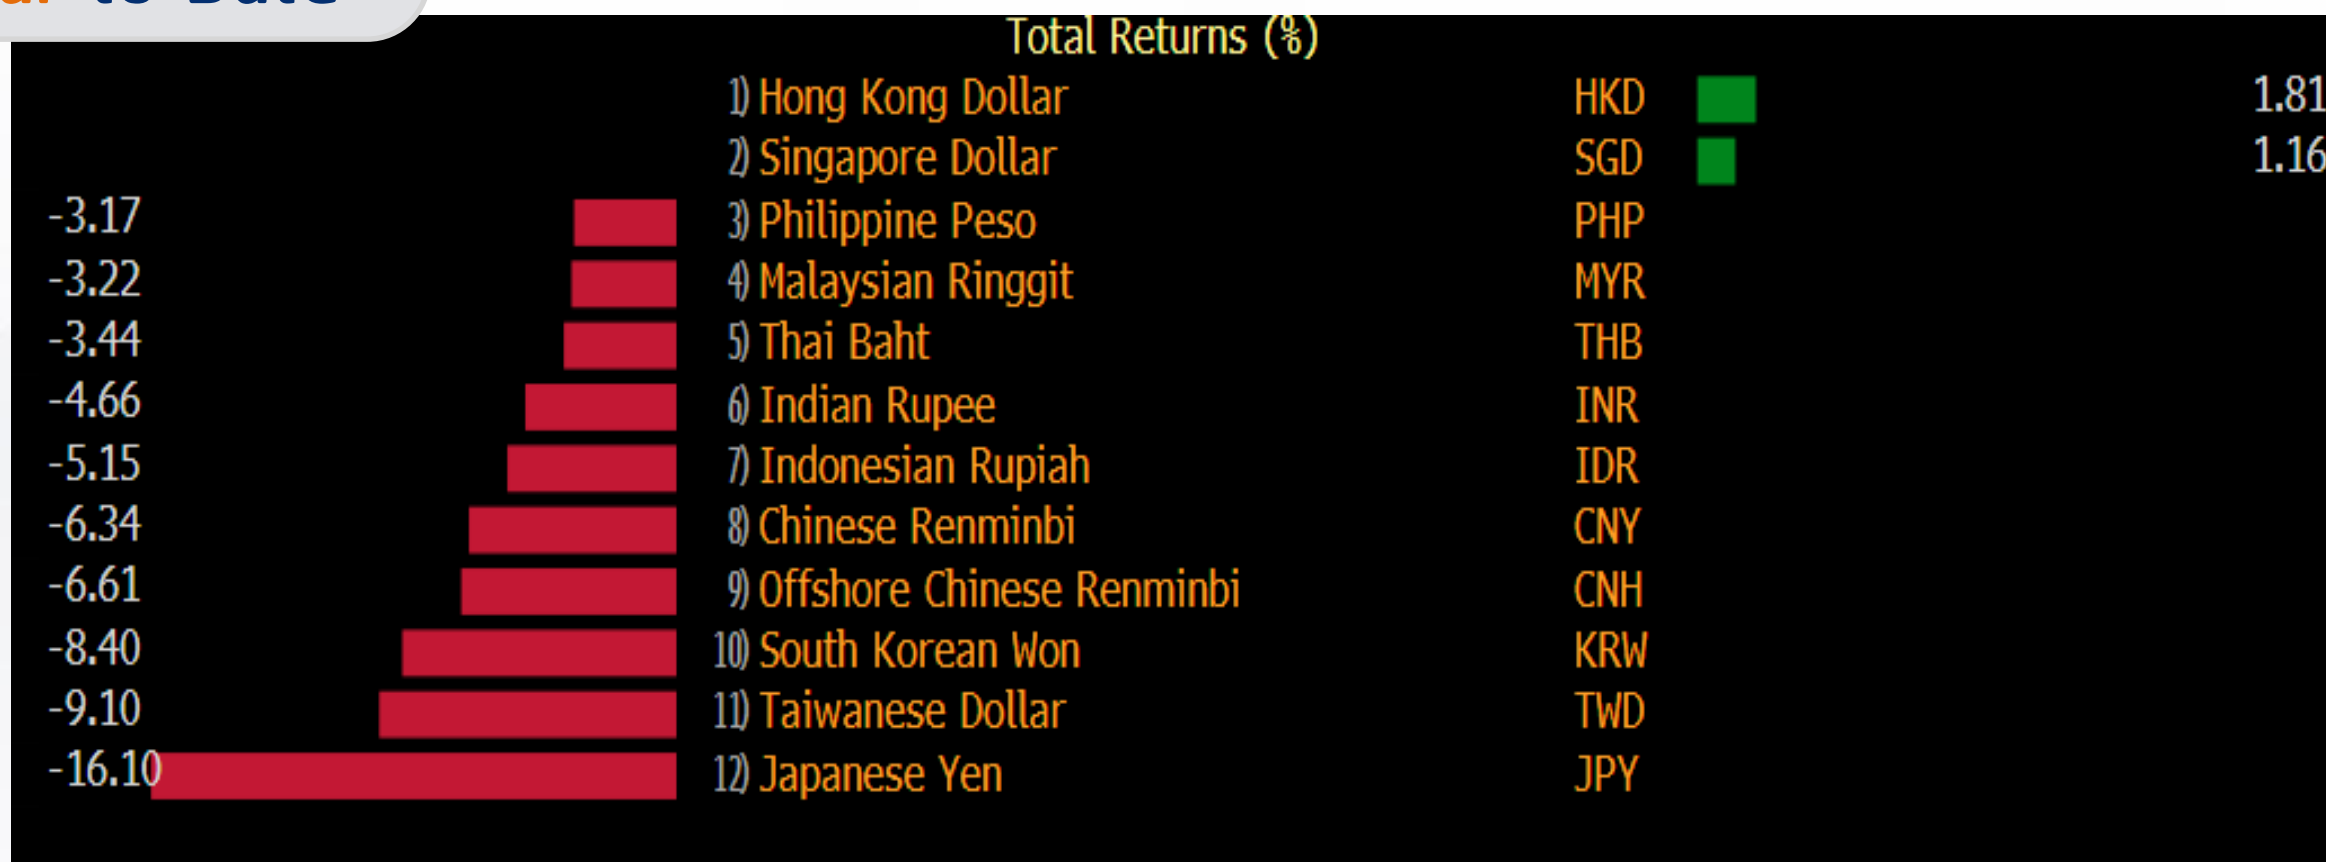 to Date
Total Returns (%)
1) Hong Kong Dollar HKD 1.81
2) Singapore Dollar SGD 1.16
-3.17 3) Philippine Peso PHP
-3.22 4) Malaysian Ringgit MYR
-3.44 5) Thai Baht THB
-4.66 6) Indian Rupee INR
-5.15 7) Indonesian Rupiah IDR
-6.34 8) Chinese Renminbi CNY
-6.61 9) Offshore Chinese Renminbi CNH
-8.40 10) South Korean Won KRW
-9.10 11) Taiwanese Dollar TWD
-16.10 12) Japanese Yen JPY